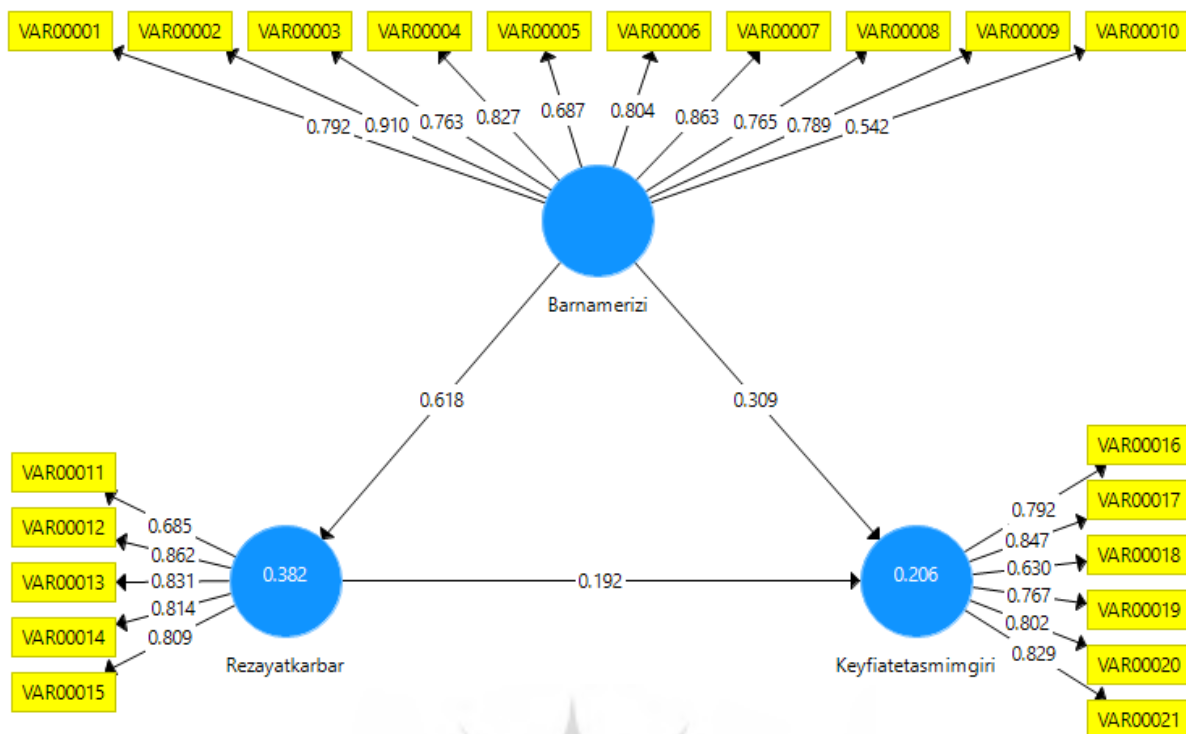 VAR00001 VAR00002 VAR00003 VAR00004 VAR00005 VAR00006 VAR00007 VAR00008 VAR00009 VAR00010
0.792 0.910 0.763 0.827 0.687 0.804 0.863 0.765 0.789 0.542
Barnamerizi
0.618 0.309
VAR00011
VAR00012
VAR00013
VAR00014
VAR00015
0.685
0.862
0.831
0.814
0.809
0.382
Rezayatkarbar
0.192
0.206
Keyfiatetasmimgiri
0.792
0.847
0.630
0.767
0.802
0.829
VAR00016
VAR00017
VAR00018
VAR00019
VAR00020
VAR00021